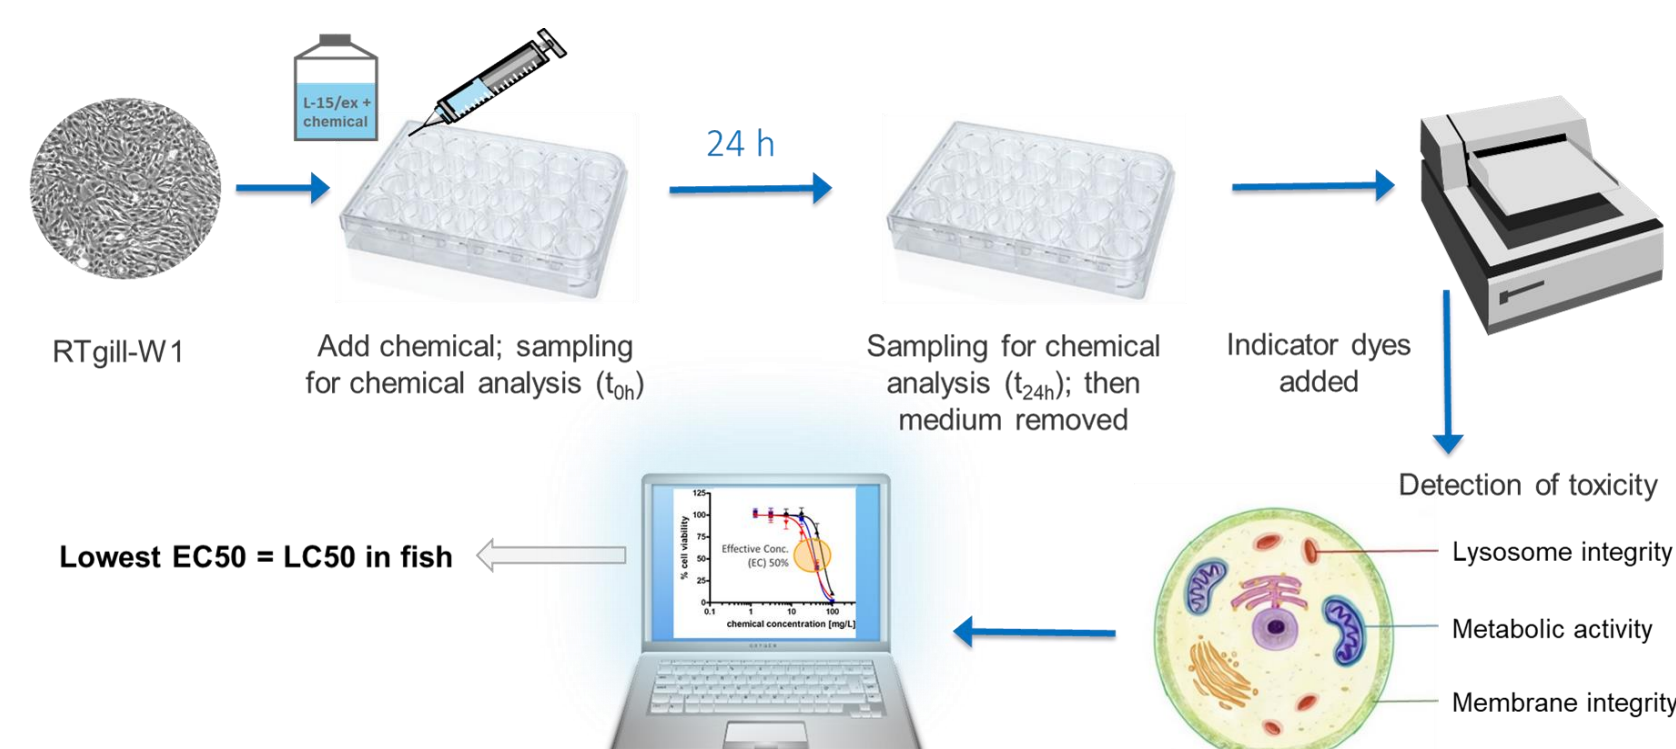 L-15/ex +
chemical
24 h
RTgill-W1
Add chemical; sampling
for chemical analysis (t0h)
Sampling for chemical
analysis (t24h); then
medium removed
Indicator dyes
added
Detection of toxicity
Lysosome integrity
Metabolic activity
Membrane integrity
% cell viability
125
100
75
50
25
0
Effective Conc.
(EC) 50%
0.1
1
10
100
chemical concentration [mg/L]
Lowest EC50 = LC50 in fish